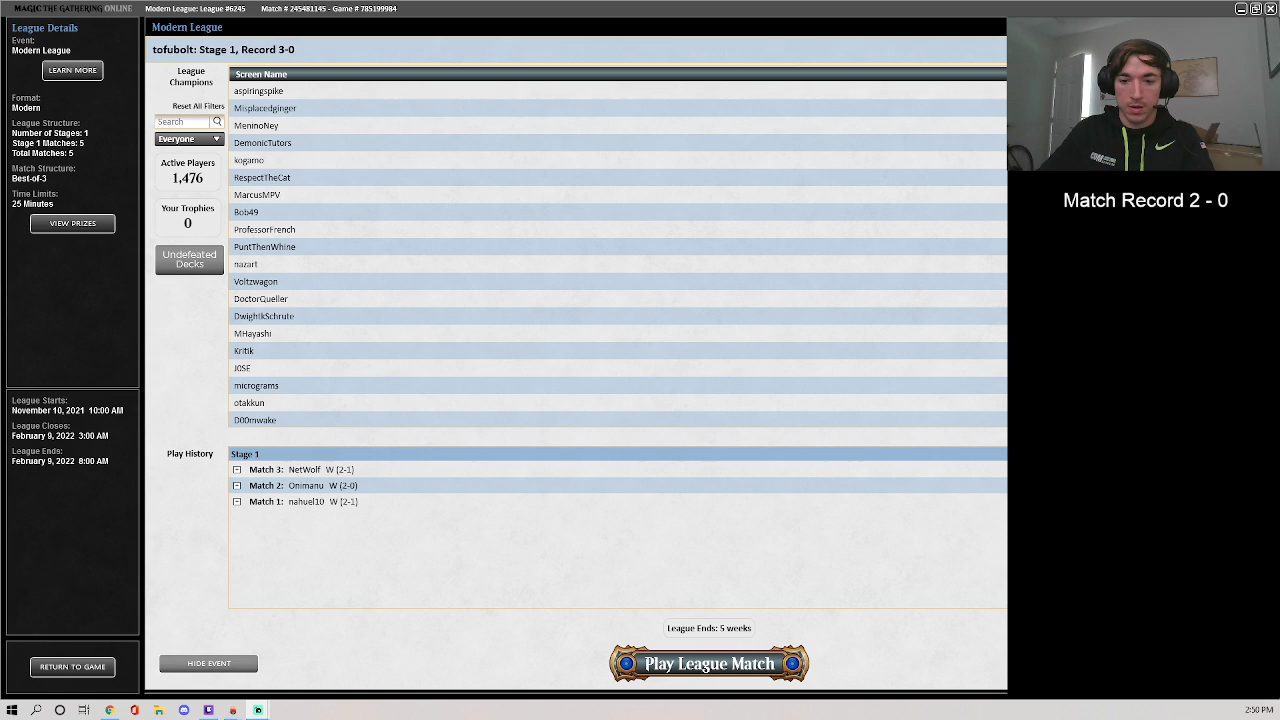 MAGIC THE GATHERING ONLINE
Modern League: League #6245
Match # 245481145 - Game # 785199984
League Details
Event:
Modern League
LEARN MORE
Format:
Modern
League Structure:
Number of Stages: 1
Stage 1 Matches: 5
Total Matches: 5
Match Structure:
Best-of-3
Time Limits:
25 Minutes
VIEW PRIZES
League Starts:
November 10, 2021 10:00 AM
League Closes:
February 9, 2022 3:00 AM
League Ends:
February 9, 2022 8:00 AM
RETURN TO GAME
Modern League
tofubolt: Stage 1, Record 3-0
League
Champions
Reset All Filters
Search
Everyone
Active Players
1,476
Your Trophies
0
Undefeated
Decks
Screen Name
aspiringspike
Misplacedginger
MeninoNey
DemonicTutors
kogamo
RespectTheCat
MarcusMPV
Bob49
ProfessorFrench
PuntThenWhine
nazart
Voltzwagon
DoctorQueller
DwightkSchrute
MHayashi
Kritik
J0SE
micrograms
otakkun
D00mwake
Play History
Stage 1
Match 3: NetWolf W (2-1)
Match 2: Onimanu W (2-0)
Match 1: nahuel10 W (2-1)
League Ends: 5 weeks
HIDE EVENT
Play League Match
Match Record 2 - 0
2:50 PM